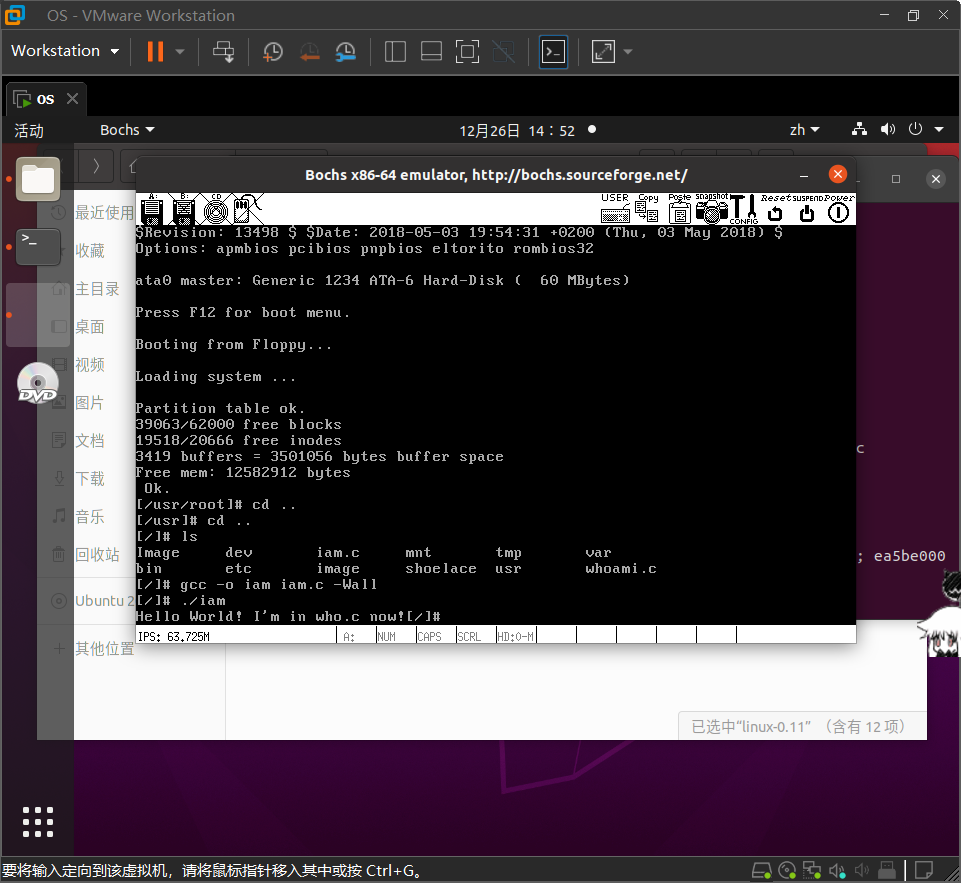 OS - VMware Workstation
Workstation
os
活动
Bochs
12月26日 14：52
zh
Bochs x86-64 emulator, http://bochs.sourceforge.net/
A: B: CD
USER Copy Paste snapshot CONFIG Reset SUSPEND Power
$Revision: 13498 $ $Date: 2018-05-03 19:54:31 +0200 (Thu, 03 May 2018) $
Options: apmbios pcibios pnpbios eltorito rombios32
ata0 master: Generic 1234 ATA-6 Hard-Disk (  60 MBytes)
Press F12 for boot menu.
Booting from Floppy...
Loading system ...
Partition table ok.
39063/62000 free blocks
19518/20666 free inodes
3419 buffers = 3501056 bytes buffer space
Free mem: 12582912 bytes
Ok.
[/usr/root]# cd ..
[/usr]# cd ..
[/]# ls
Image dev iam.c mnt tmp var
bin etc image shoelace usr whoami.c
[/]# gcc -o iam iam.c -Wall
[/]# ./iam
Hello World! I'm in who.c now![/]#
IPS: 63.725M A: NUM CAPS SCRL HD:0-M
最近使用
收藏
主目录
桌面
视频
图片
文档
下载
音乐
回收站
Ubuntu 2
其他位置
>_
DVD
c
; ea5be000
已选中“linux-0.11” （含有 12 项）
要将输入定向到该虚拟机，请将鼠标指针移入其中或按 Ctrl+G。